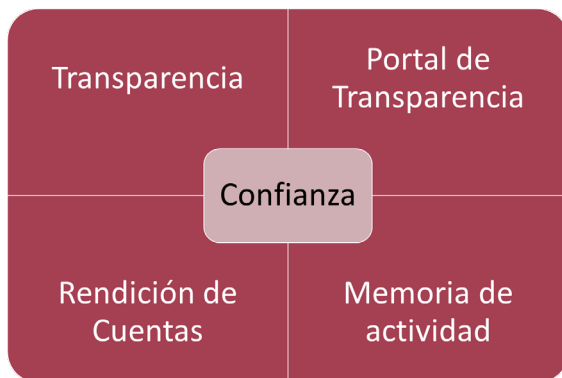 Transparencia
Portal de
Transparencia
Confianza
Rendición de
Cuentas
Memoria de
actividad